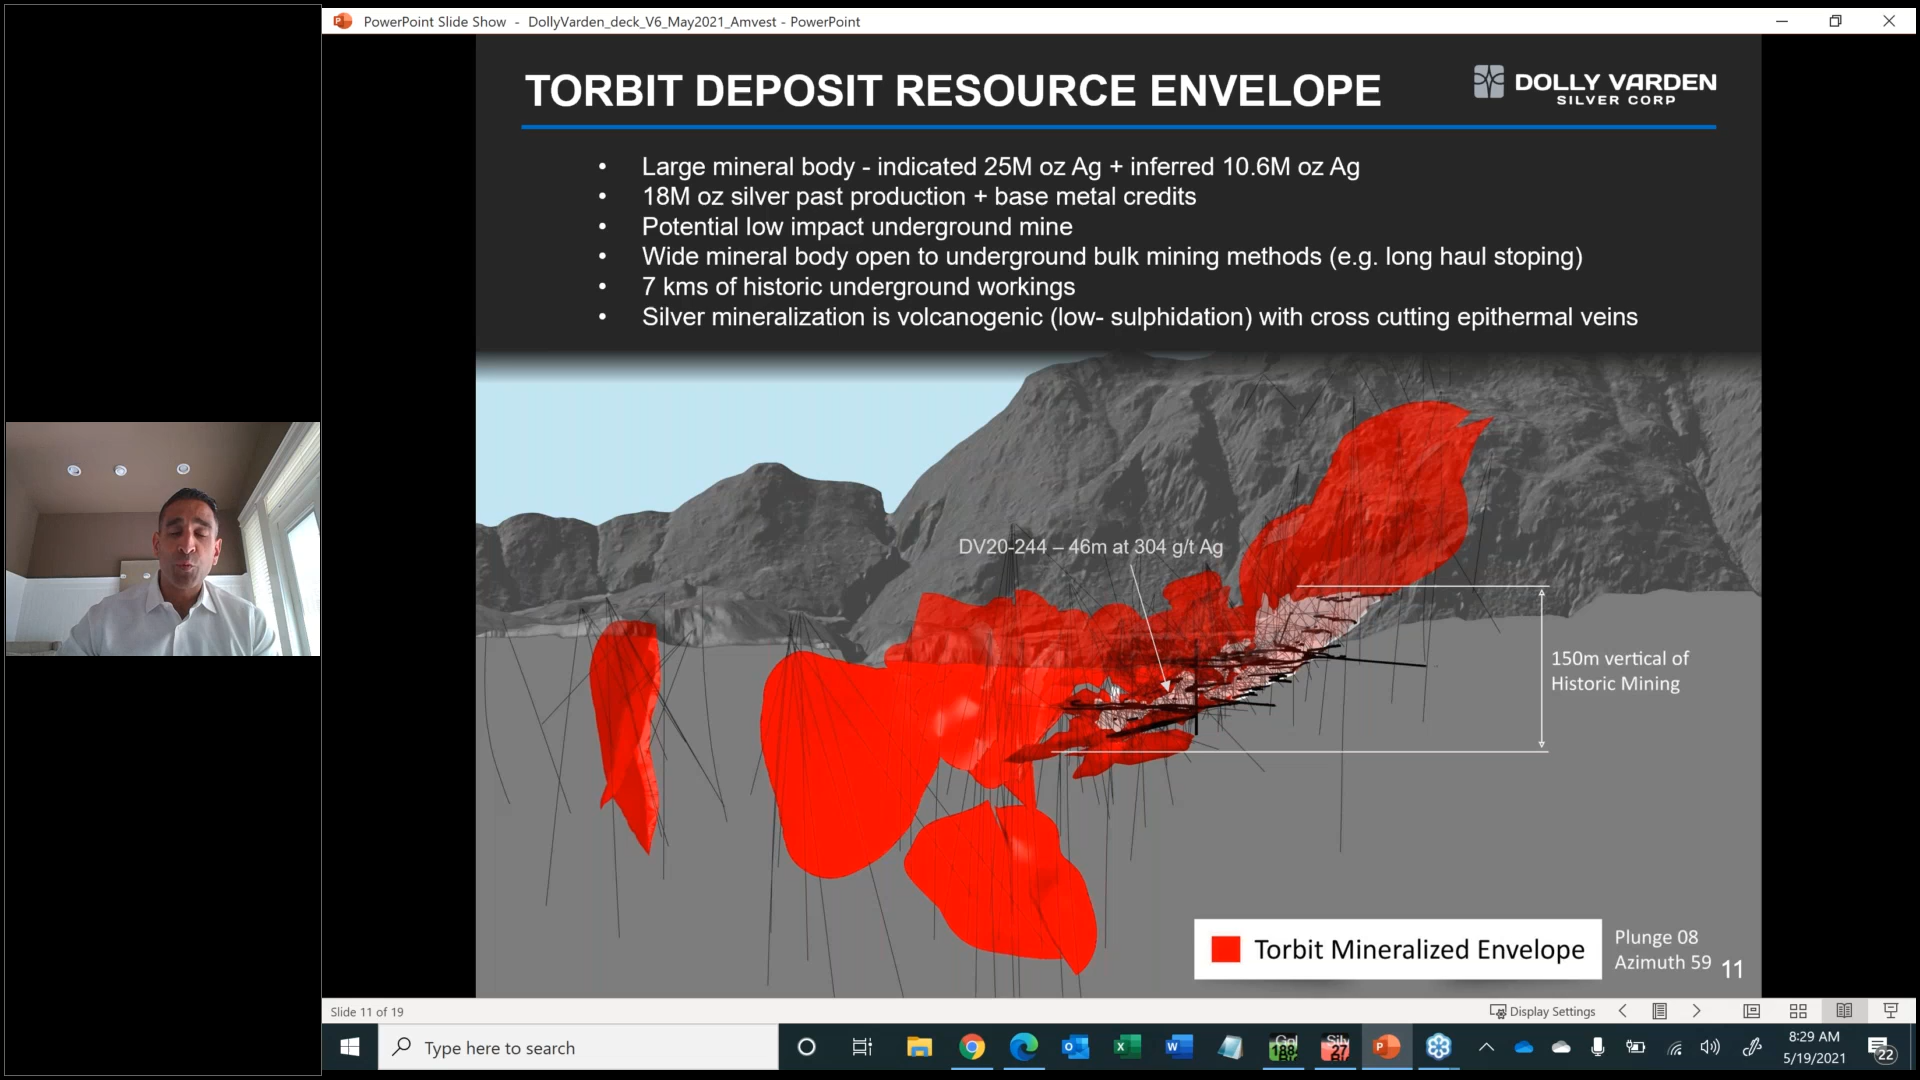 PowerPoint Slide Show - DollyVarden_deck_V6_May2021_Amvest - PowerPoint
TORBIT DEPOSIT RESOURCE ENVELOPE
DOLLY VARDEN
SILVER CORP
• Large mineral body - indicated 25M oz Ag + inferred 10.6M oz Ag
• 18M oz silver past production + base metal credits
• Potential low impact underground mine
• Wide mineral body open to underground bulk mining methods (e.g. long haul stoping)
• 7 kms of historic underground workings
• Silver mineralization is volcanogenic (low- sulphidation) with cross cutting epithermal veins
DV20-244 – 46m at 304 g/t Ag
150m vertical of
Historic Mining
Torbit Mineralized Envelope
Plunge 08
Azimuth 59
11
Slide 11 of 19
Display Settings
Type here to search
8:29 AM
5/19/2021
22